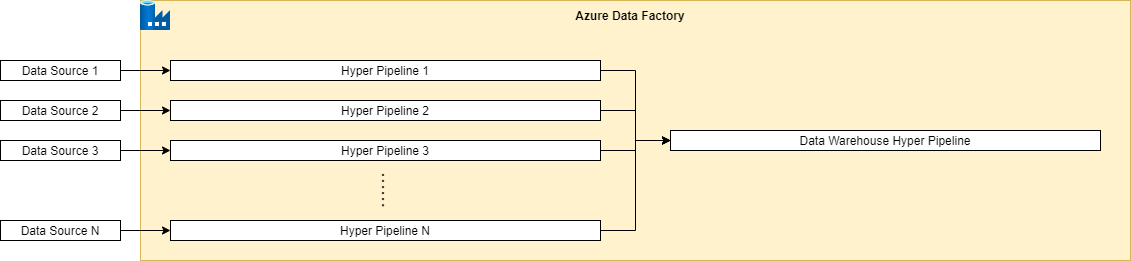 Azure Data Factory
Data Source 1
Hyper Pipeline 1
Data Source 2
Hyper Pipeline 2
Data Source 3
Hyper Pipeline 3
Data Warehouse Hyper Pipeline
Data Source N
Hyper Pipeline N